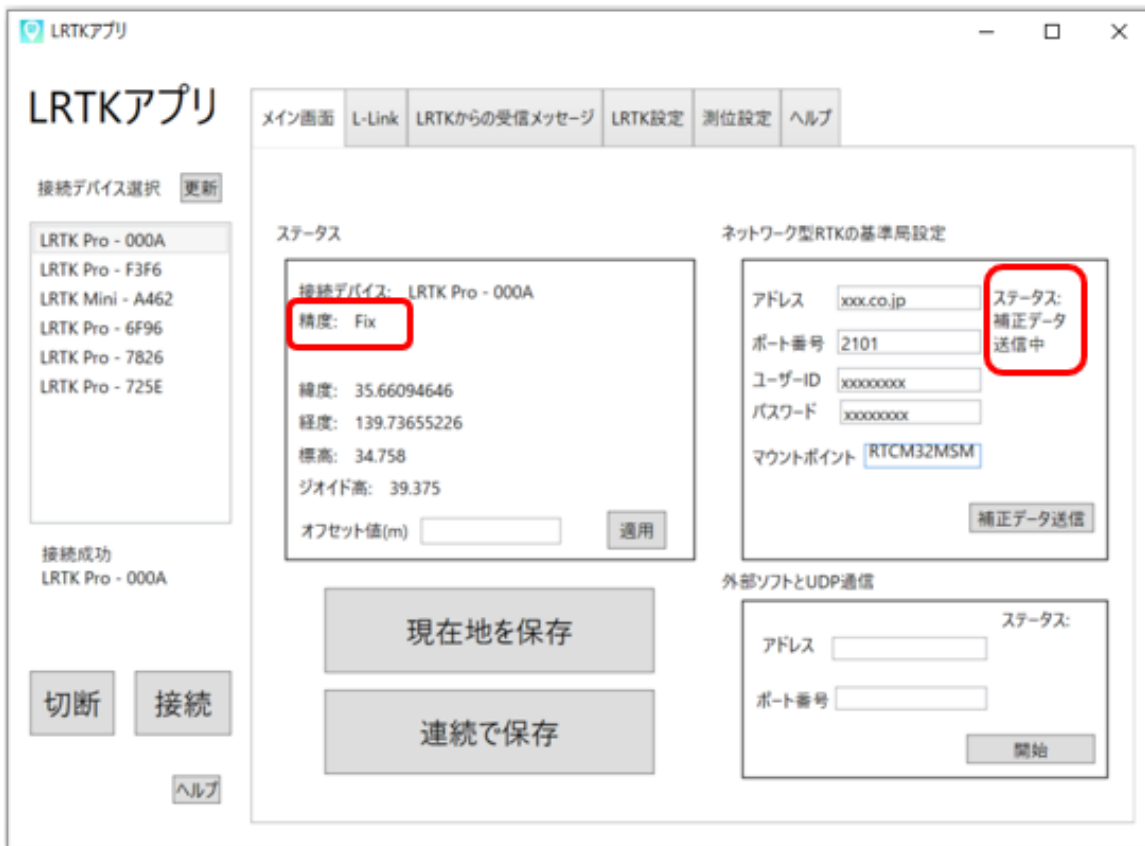 LRTKアプリ
LRTKアプリ
メイン画面 L-Link LRTKからの受信メッセージ LRTK設定 測位設定 ヘルプ
接続デバイス選択 更新
LRTK Pro - 000A
LRTK Pro - F3F6
LRTK Mini - A462
LRTK Pro - 6F96
LRTK Pro - 7826
LRTK Pro - 725E
接続成功
LRTK Pro - 000A
切断 接続
ヘルプ
ステータス
接続デバイス: LRTK Pro - 000A
精度: Fix
緯度: 35.66094646
経度: 139.73655226
標高: 34.758
ジオイド高: 39.375
オフセット値(m) 適用
現在地を保存
連続で保存
ネットワーク型RTKの基準局設定
アドレス xxx.co.jp
ポート番号 2101
ユーザーID xxxxxxxx
パスワード xxxxxxxx
マウントポイント RTCM32MSM
ステータス:
補正データ
送信中
補正データ送信
外部ソフトとUDP通信
ステータス:
アドレス
ポート番号
開始